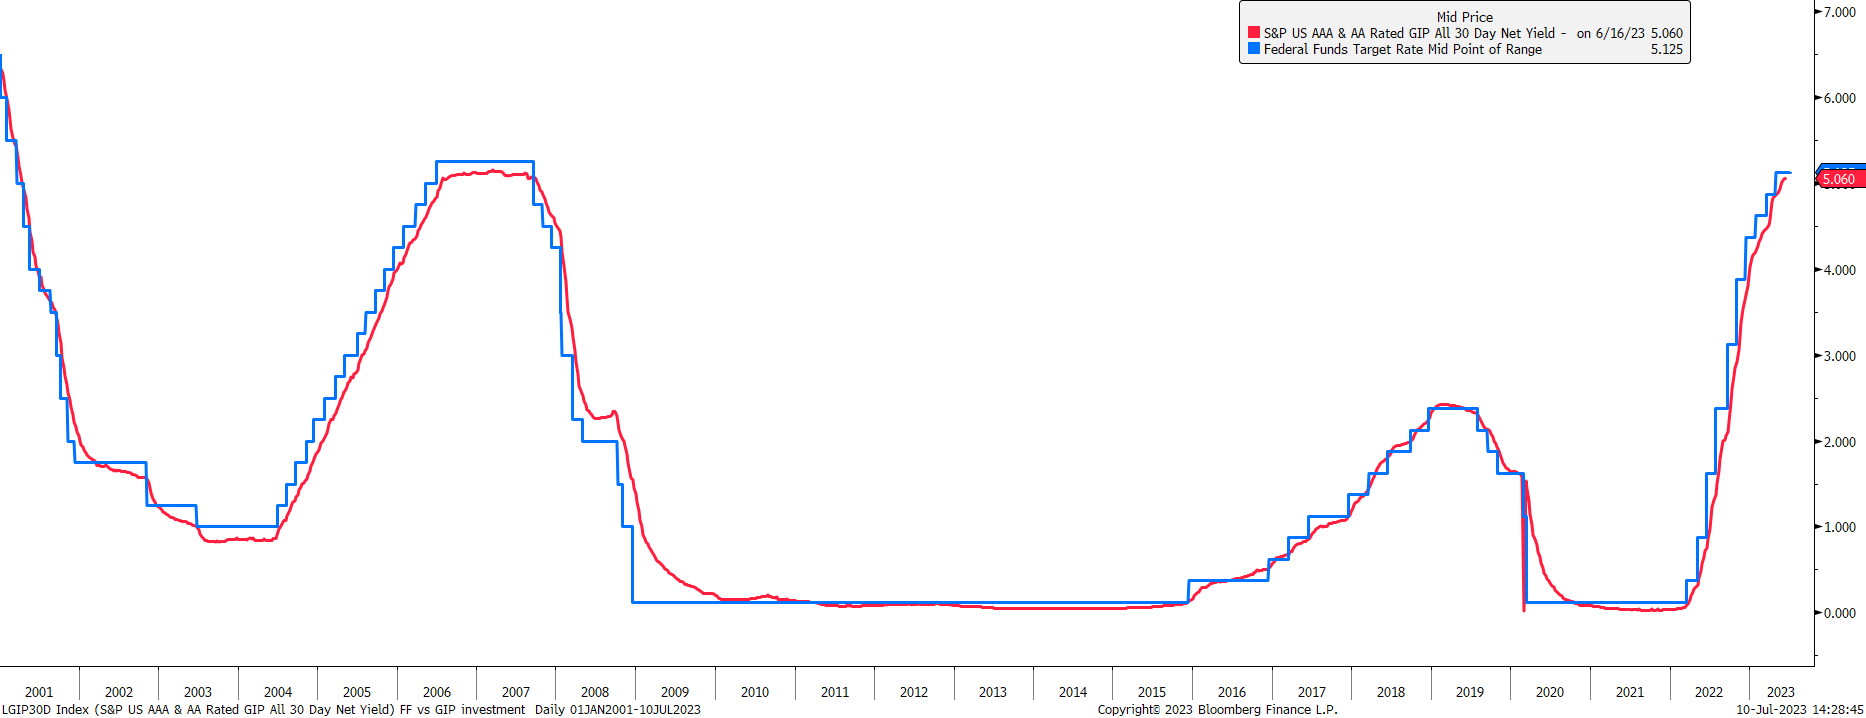 Mid Price
S&P US AAA & AA Rated GIP All 30 Day Net Yield - on 6/16/23 5.060
Federal Funds Target Rate Mid Point of Range 5.125
7.000
6.000
5.060
4.000
3.000
2.000
1.000
0.000
2001 2002 2003 2004 2005 2006 2007 2008 2009 2010 2011 2012 2013 2014 2015 2016 2017 2018 2019 2020 2021 2022 2023
LGIP30D Index (S&P US AAA & AA Rated GIP All 30 Day Net Yield) FF vs GIP investment Daily 01JAN2001-10JUL2023 Copyright© 2023 Bloomberg Finance L.P. 10-Jul-2023 14:28:45